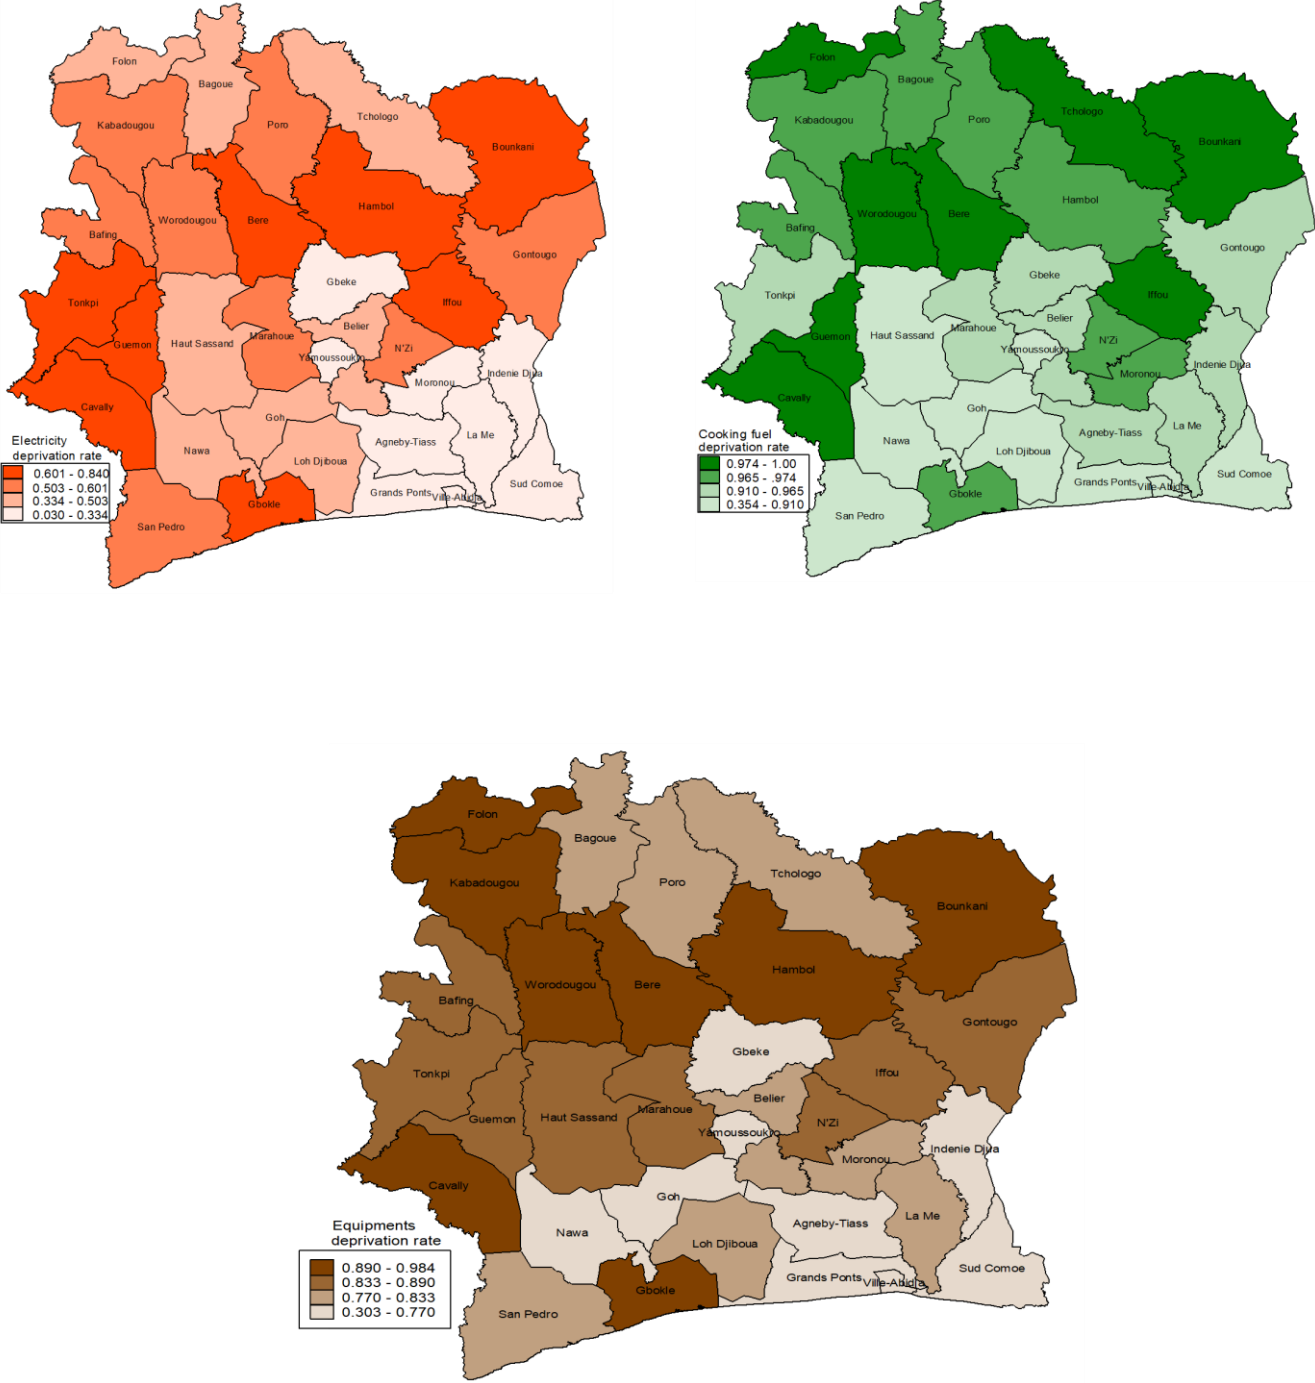 Folon
Bagoue
Tchologo
Kabadougou
Poro
Bounkani
Hambol
Worodougou
Bere
Bafing
Gontougo
Gbeke
Tonkpi
Iffou
Belier
Marahoue
Guemon
Haut Sassand
N'Zi
Yamoussoukro
Indenie Djua
Moronou
Cavally
Goh
La Me
Agneby-Tiass
Nawa
Loh Djiboua
Sud Comoe
Grands Ponts
Ville-Abidja
Gbokle
San Pedro
Electricity
deprivation rate
0.601 - 0.840
0.503 - 0.601
0.334 - 0.503
0.030 - 0.334
Folon
Bagoue
Tchologo
Kabadougou
Poro
Bounkani
Hambol
Worodougou
Bere
Bafing
Gontougo
Gbeke
Tonkpi
Iffou
Belier
Marahoue
Guemon
Haut Sassand
N'Zi
Yamoussoukro
Indenie Djua
Moronou
Cavally
Goh
La Me
Agneby-Tiass
Nawa
Loh Djiboua
Sud Comoe
Grands Ponts
Ville-Abidja
Gbokle
San Pedro
Cooking fuel
deprivation rate
0.974 - 1.00
0.965 - .974
0.910 - 0.965
0.354 - 0.910
Folon
Bagoue
Tchologo
Kabadougou
Poro
Bounkani
Hambol
Worodougou
Bere
Bafing
Gontougo
Gbeke
Tonkpi
Iffou
Belier
Marahoue
Guemon
Haut Sassand
N'Zi
Yamoussoukro
Indenie Djua
Moronou
Cavally
Goh
La Me
Agneby-Tiass
Nawa
Loh Djiboua
Sud Comoe
Grands Ponts
Ville-Abidja
Gbokle
San Pedro
Equipments
deprivation rate
0.890 - 0.984
0.833 - 0.890
0.770 - 0.833
0.303 - 0.770